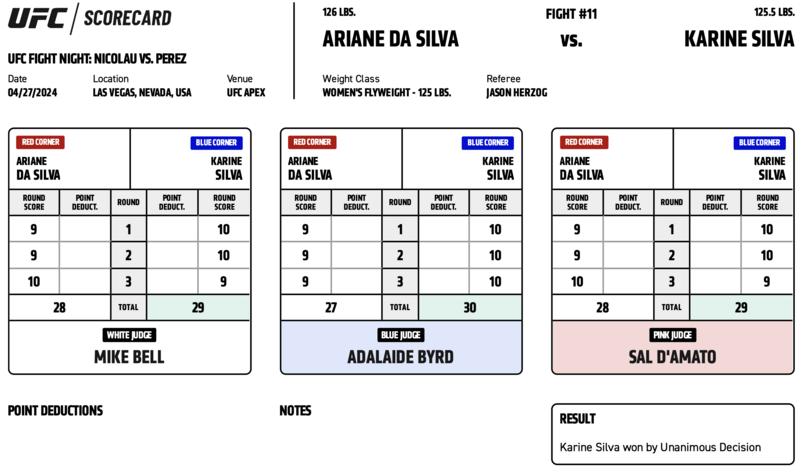 UFC / SCORECARD
UFC FIGHT NIGHT: NICOLAU VS. PEREZ
Date Location Venue
04/27/2024 LAS VEGAS, NEVADA, USA UFC APEX
126 LBS. FIGHT #11 125.5 LBS.
ARIANE DA SILVA VS. KARINE SILVA
Weight Class Referee
WOMEN'S FLYWEIGHT - 125 LBS. JASON HERZOG
RED CORNER BLUE CORNER
ARIANE KARINE
DA SILVA SILVA
ROUND POINT ROUND POINT ROUND
SCORE DEDUCT. DEDUCT. SCORE
9 1 10
9 2 10
10 3 9
28 TOTAL 29
WHITE JUDGE
MIKE BELL
RED CORNER BLUE CORNER
ARIANE KARINE
DA SILVA SILVA
ROUND POINT ROUND POINT ROUND
SCORE DEDUCT. DEDUCT. SCORE
9 1 10
9 2 10
9 3 10
27 TOTAL 30
BLUE JUDGE
ADALAIDE BYRD
RED CORNER BLUE CORNER
ARIANE KARINE
DA SILVA SILVA
ROUND POINT ROUND POINT ROUND
SCORE DEDUCT. DEDUCT. SCORE
9 1 10
9 2 10
10 3 9
28 TOTAL 29
PINK JUDGE
SAL D'AMATO
POINT DEDUCTIONS
NOTES
RESULT
Karine Silva won by Unanimous Decision